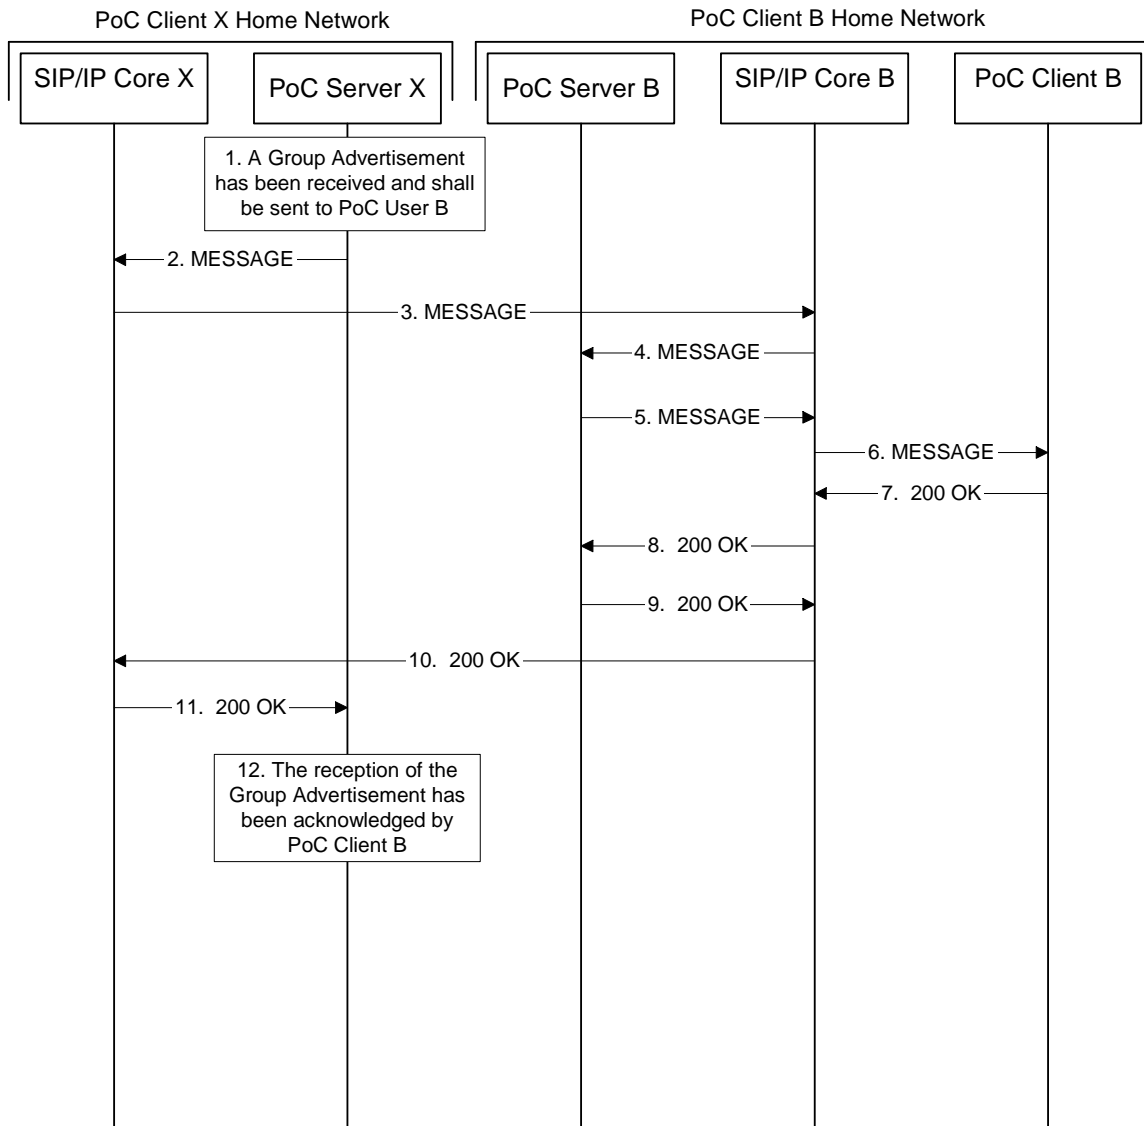 PoC Client X Home Network
PoC Client B Home Network
SIP/IP Core X
PoC Server X
PoC Server B
SIP/IP Core B
PoC Client B
1. A Group Advertisement
has been received and shall
be sent to PoC User B
2. MESSAGE
3. MESSAGE
4. MESSAGE
5. MESSAGE
6. MESSAGE
7.  200 OK
8.  200 OK
9.  200 OK
10.  200 OK
11.  200 OK
12. The reception of the
Group Advertisement has
been acknowledged by
PoC Client B